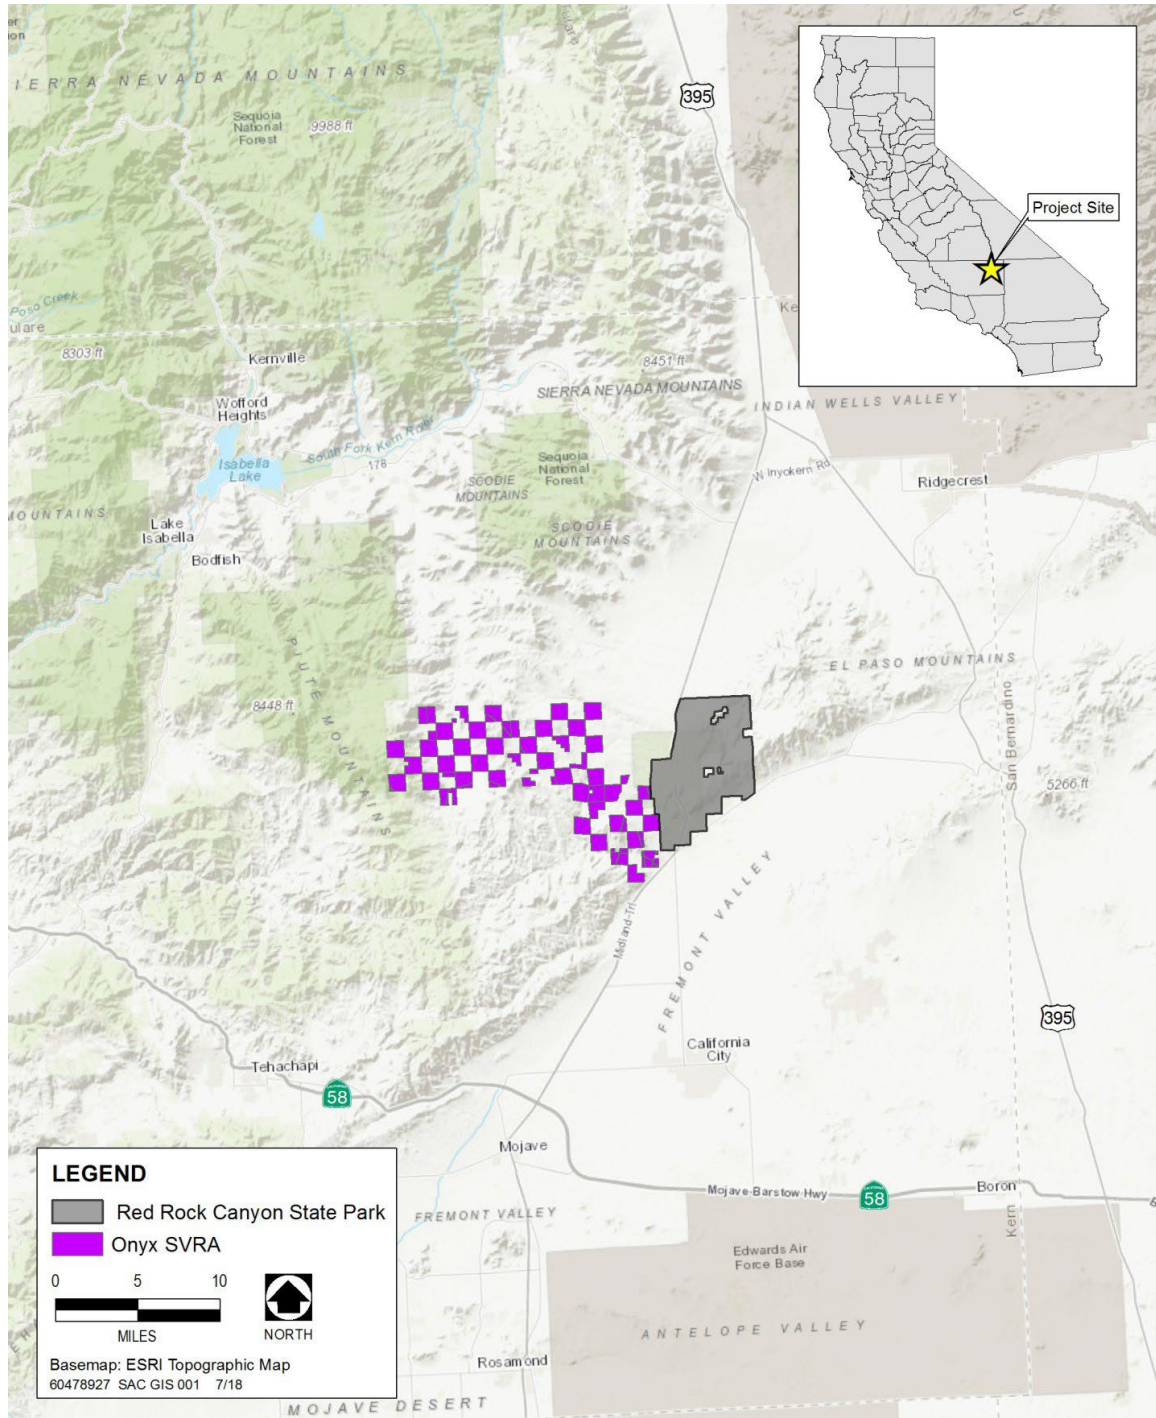 SIERRA NEVADA MOUNTAINS
Sequoia
National
Forest
9988 ft
395
Project Site
Poso Creek
8303 ft
Kernville
Wofford
Heights
Isabella
Lake
South Fork Kern River
178
8451 ft
SIERRA NEVADA MOUNTAINS
INDIAN WELLS VALLEY
W Inyokern Rd
Ridgecrest
Sequoia
National
Forest
SCODIE
MOUNTAINS
SCODIE
MOUNTAINS
MOUNTAINS
Lake
Isabella
Bodfish
PIUTE MOUNTAINS
8448 ft
EL PASO MOUNTAINS
San Bernardino
5266 ft
Midland-Trl
FREMONT VALLEY
395
California
City
Tehachapi
58
Mojave
Mojave-Barstow Hwy
58
Boron
Kern
FREMONT VALLEY
Edwards Air
Force Base
ANTELOPE VALLEY
Rosamond
MOJAVE DESERT
LEGEND
Red Rock Canyon State Park
Onyx SVRA
0 5 10
MILES
NORTH
Basemap: ESRI Topographic Map
60478927 SAC GIS 001 7/18